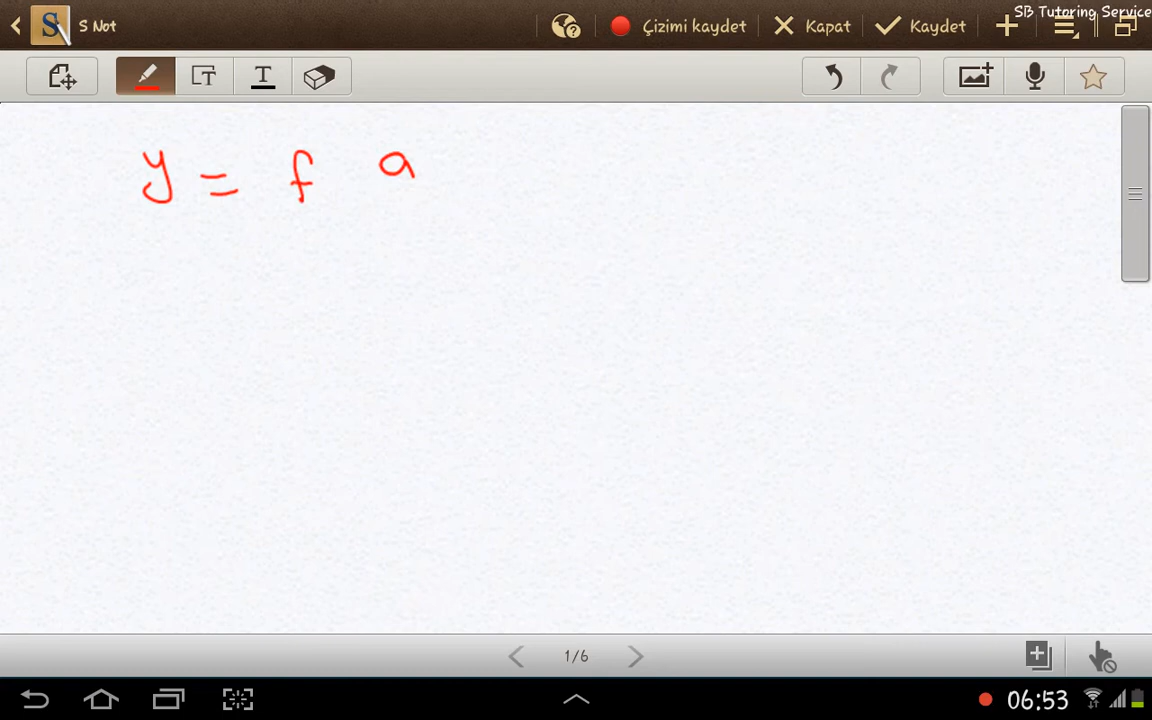 SB Tutoring Service
S S Not Çizimi kaydet Kapat Kaydet
T T
y = f a
1/6
06:53